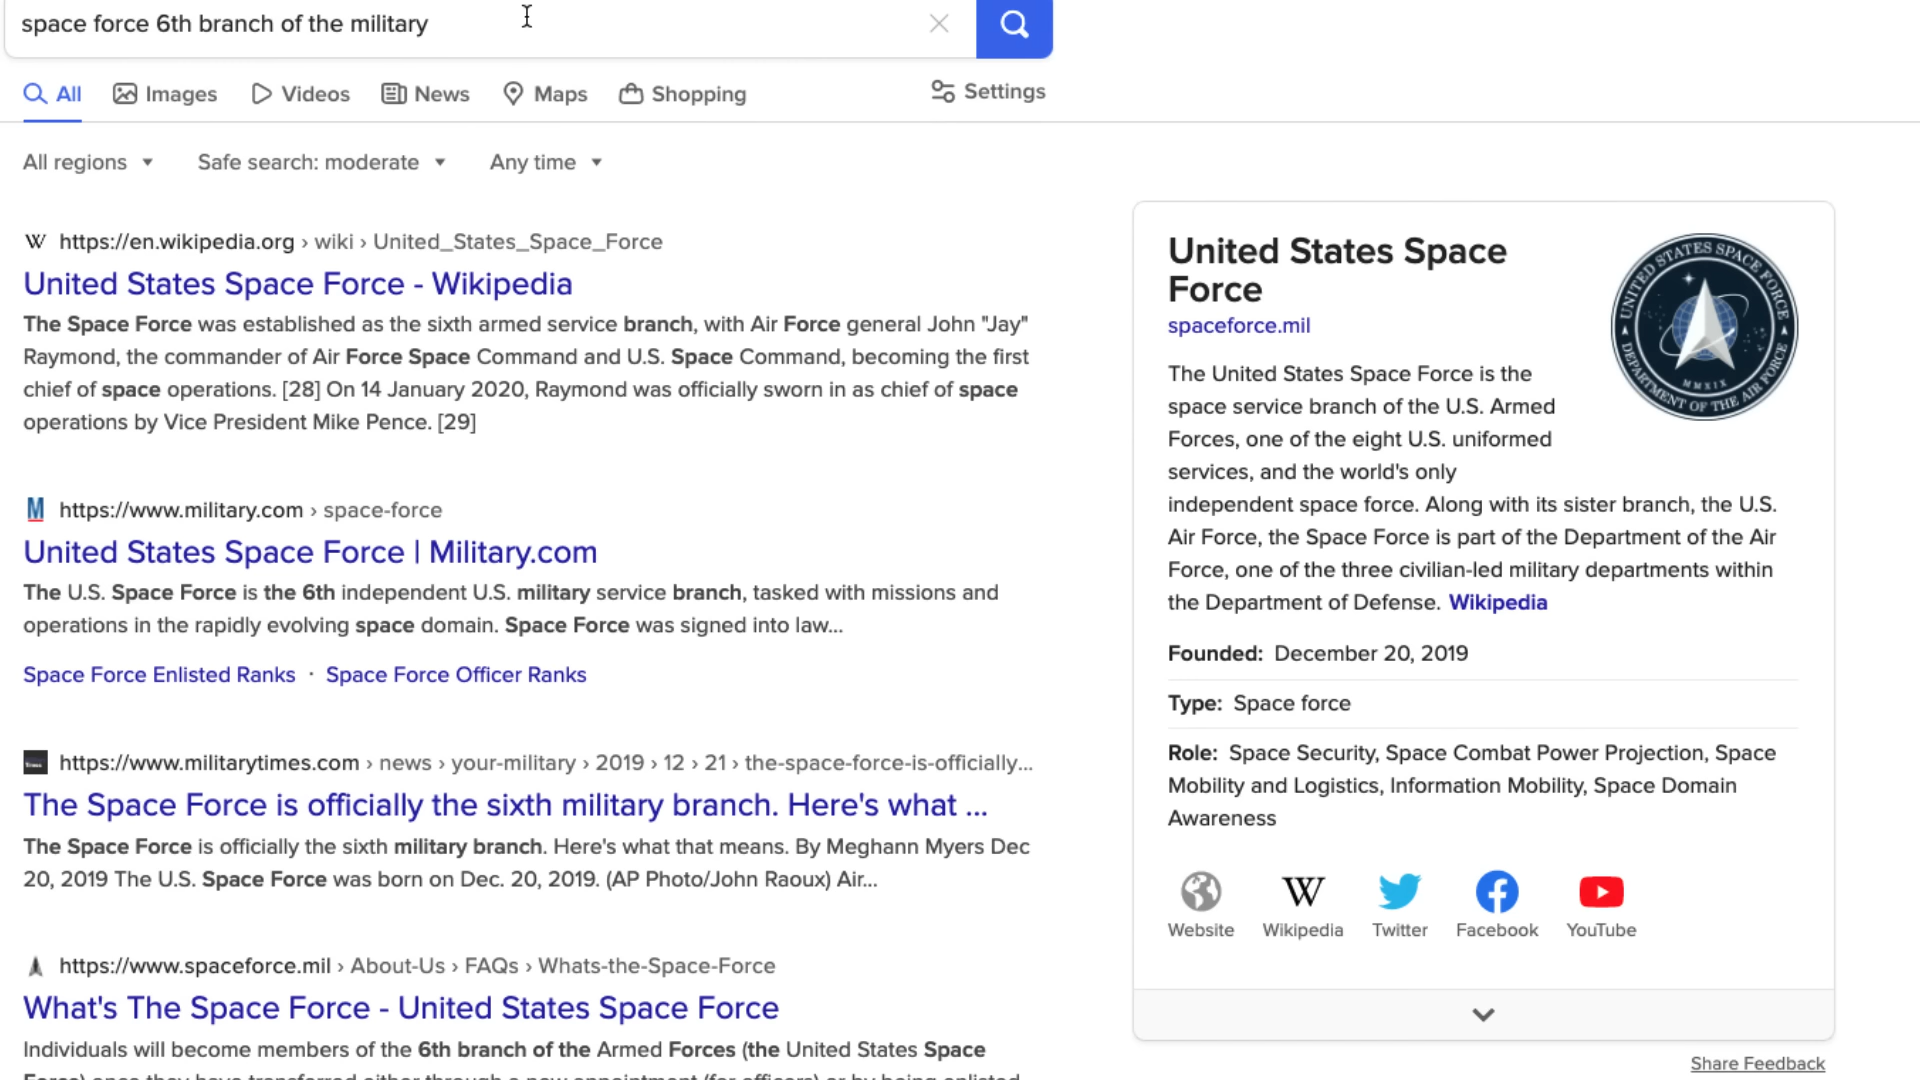 space force 6th branch of the military
All
Images
Videos
News
Maps
Shopping
Settings
All regions
Safe search: moderate
Any time
https://en.wikipedia.org › wiki › United_States_Space_Force
United States Space Force - Wikipedia
The Space Force was established as the sixth armed service branch, with Air Force general John "Jay"
Raymond, the commander of Air Force Space Command and U.S. Space Command, becoming the first
chief of space operations. [28] On 14 January 2020, Raymond was officially sworn in as chief of space
operations by Vice President Mike Pence. [29]
https://www.military.com › space-force
United States Space Force | Military.com
The U.S. Space Force is the 6th independent U.S. military service branch, tasked with missions and
operations in the rapidly evolving space domain. Space Force was signed into law...
Space Force Enlisted Ranks · Space Force Officer Ranks
https://www.militarytimes.com › news › your-military › 2019 › 12 › 21 › the-space-force-is-officially...
The Space Force is officially the sixth military branch. Here's what ...
The Space Force is officially the sixth military branch. Here's what that means. By Meghann Myers Dec
20, 2019 The U.S. Space Force was born on Dec. 20, 2019. (AP Photo/John Raoux) Air...
https://www.spaceforce.mil › About-Us › FAQs › Whats-the-Space-Force
What's The Space Force - United States Space Force
Individuals will become members of the 6th branch of the Armed Forces (the United States Space
United States Space
Force
spaceforce.mil
UNITED STATES SPACE FORCE
MMXIX
DEPARTMENT OF THE AIR FORCE
The United States Space Force is the
space service branch of the U.S. Armed
Forces, one of the eight U.S. uniformed
services, and the world's only
independent space force. Along with its sister branch, the U.S.
Air Force, the Space Force is part of the Department of the Air
Force, one of the three civilian-led military departments within
the Department of Defense. Wikipedia
Founded: December 20, 2019
Type: Space force
Role: Space Security, Space Combat Power Projection, Space
Mobility and Logistics, Information Mobility, Space Domain
Awareness
Website
Wikipedia
Twitter
Facebook
YouTube
Share Feedback